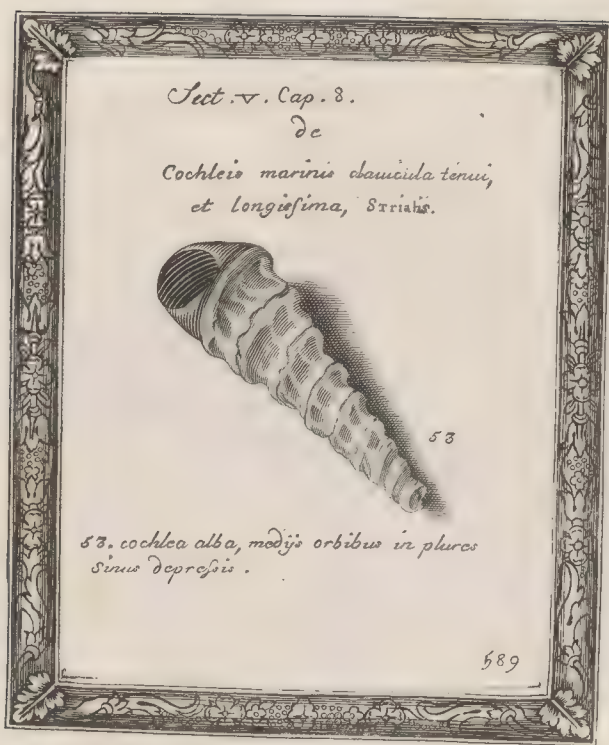 Sect. V. Cap. 8.
de
Cochleis marinis clavicula tenui,
et longissima, Striatis.
53
53. cochlea alba, medijs orbibus in plures
sinus depressis.
589